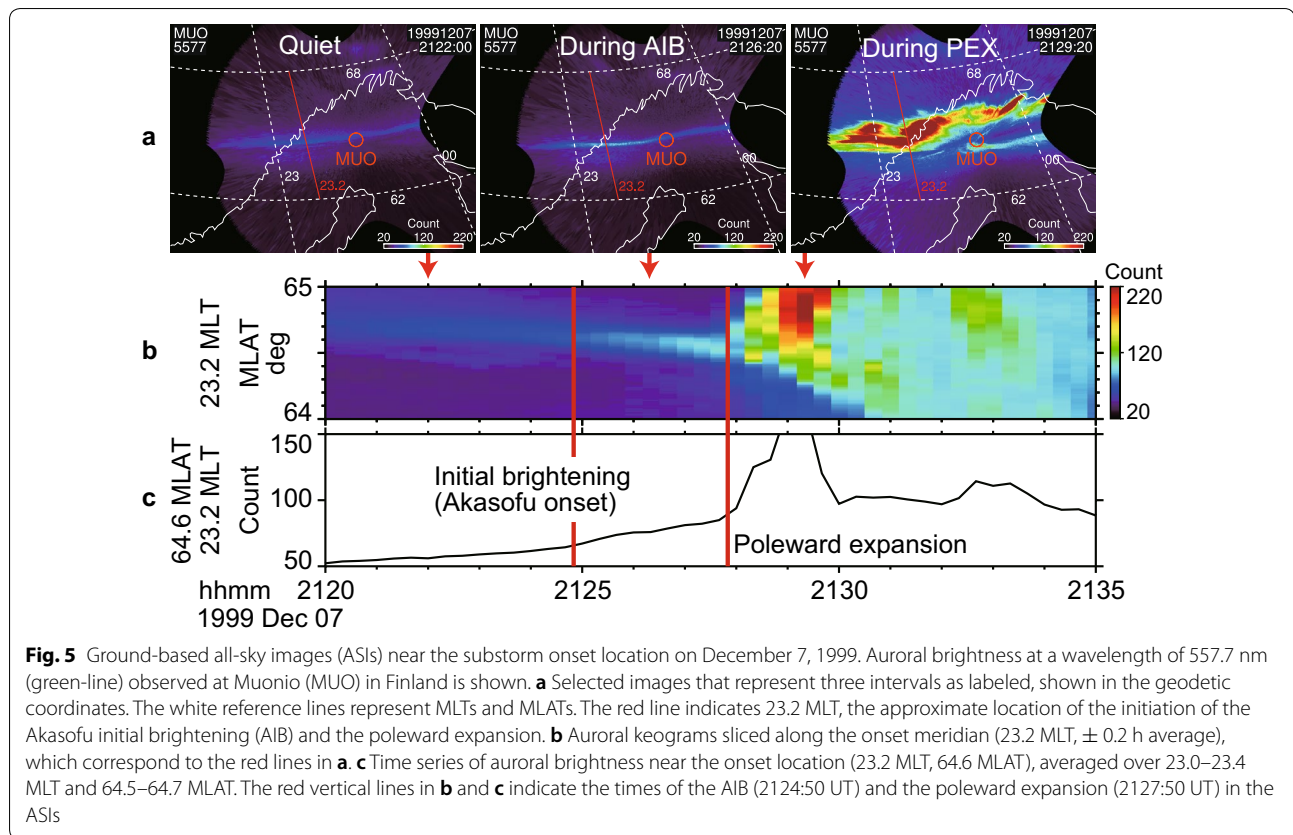 MUO
5577
Quiet
19991207
2122:00
68
MUO
23
00
23.2
62
Count
20 120 220
MUO
5577
During AIB
19991207
2126:20
68
MUO
23
00
23.2
62
Count
20 120 220
MUO
5577
During PEX
19991207
2129:20
68
MUO
23
00
23.2
62
Count
20 120 220
a
b
23.2 MLT
MLAT
deg
65
64
Count
220
120
20
c
64.6 MLAT
23.2 MLT
Count
150
100
50
Initial brightening
(Akasofu onset)
Poleward expansion
hhmm
2120 2125 2130 2135
1999 Dec 07
Fig. 5 Ground-based all-sky images (ASIs) near the substorm onset location on December 7, 1999. Auroral brightness at a wavelength of 557.7 nm
(green-line) observed at Muonio (MUO) in Finland is shown. a Selected images that represent three intervals as labeled, shown in the geodetic
coordinates. The white reference lines represent MLTs and MLATs. The red line indicates 23.2 MLT, the approximate location of the initiation of the
Akasofu initial brightening (AIB) and the poleward expansion. b Auroral keograms sliced along the onset meridian (23.2 MLT, ± 0.2 h average),
which correspond to the red lines in a. c Time series of auroral brightness near the onset location (23.2 MLT, 64.6 MLAT), averaged over 23.0–23.4
MLT and 64.5–64.7 MLAT. The red vertical lines in b and c indicate the times of the AIB (2124:50 UT) and the poleward expansion (2127:50 UT) in the
ASIs